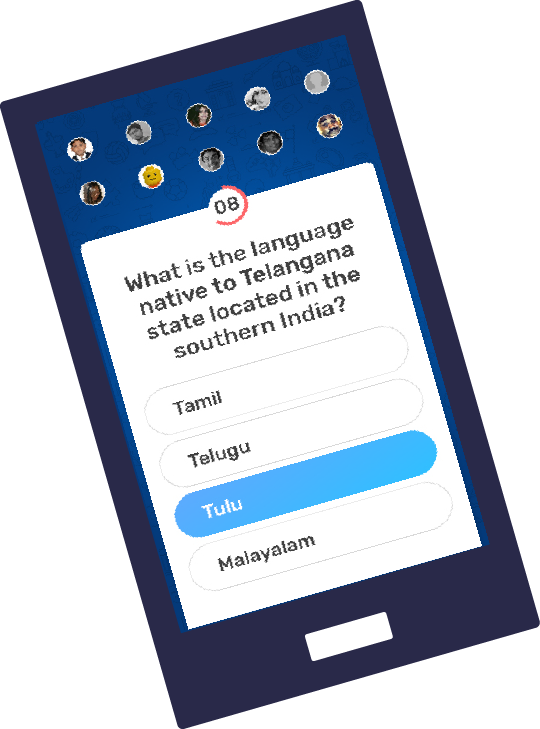 08
What is the language
native to Telangana
state located in the
southern India?
Tamil
Telugu
Tulu
Malayalam